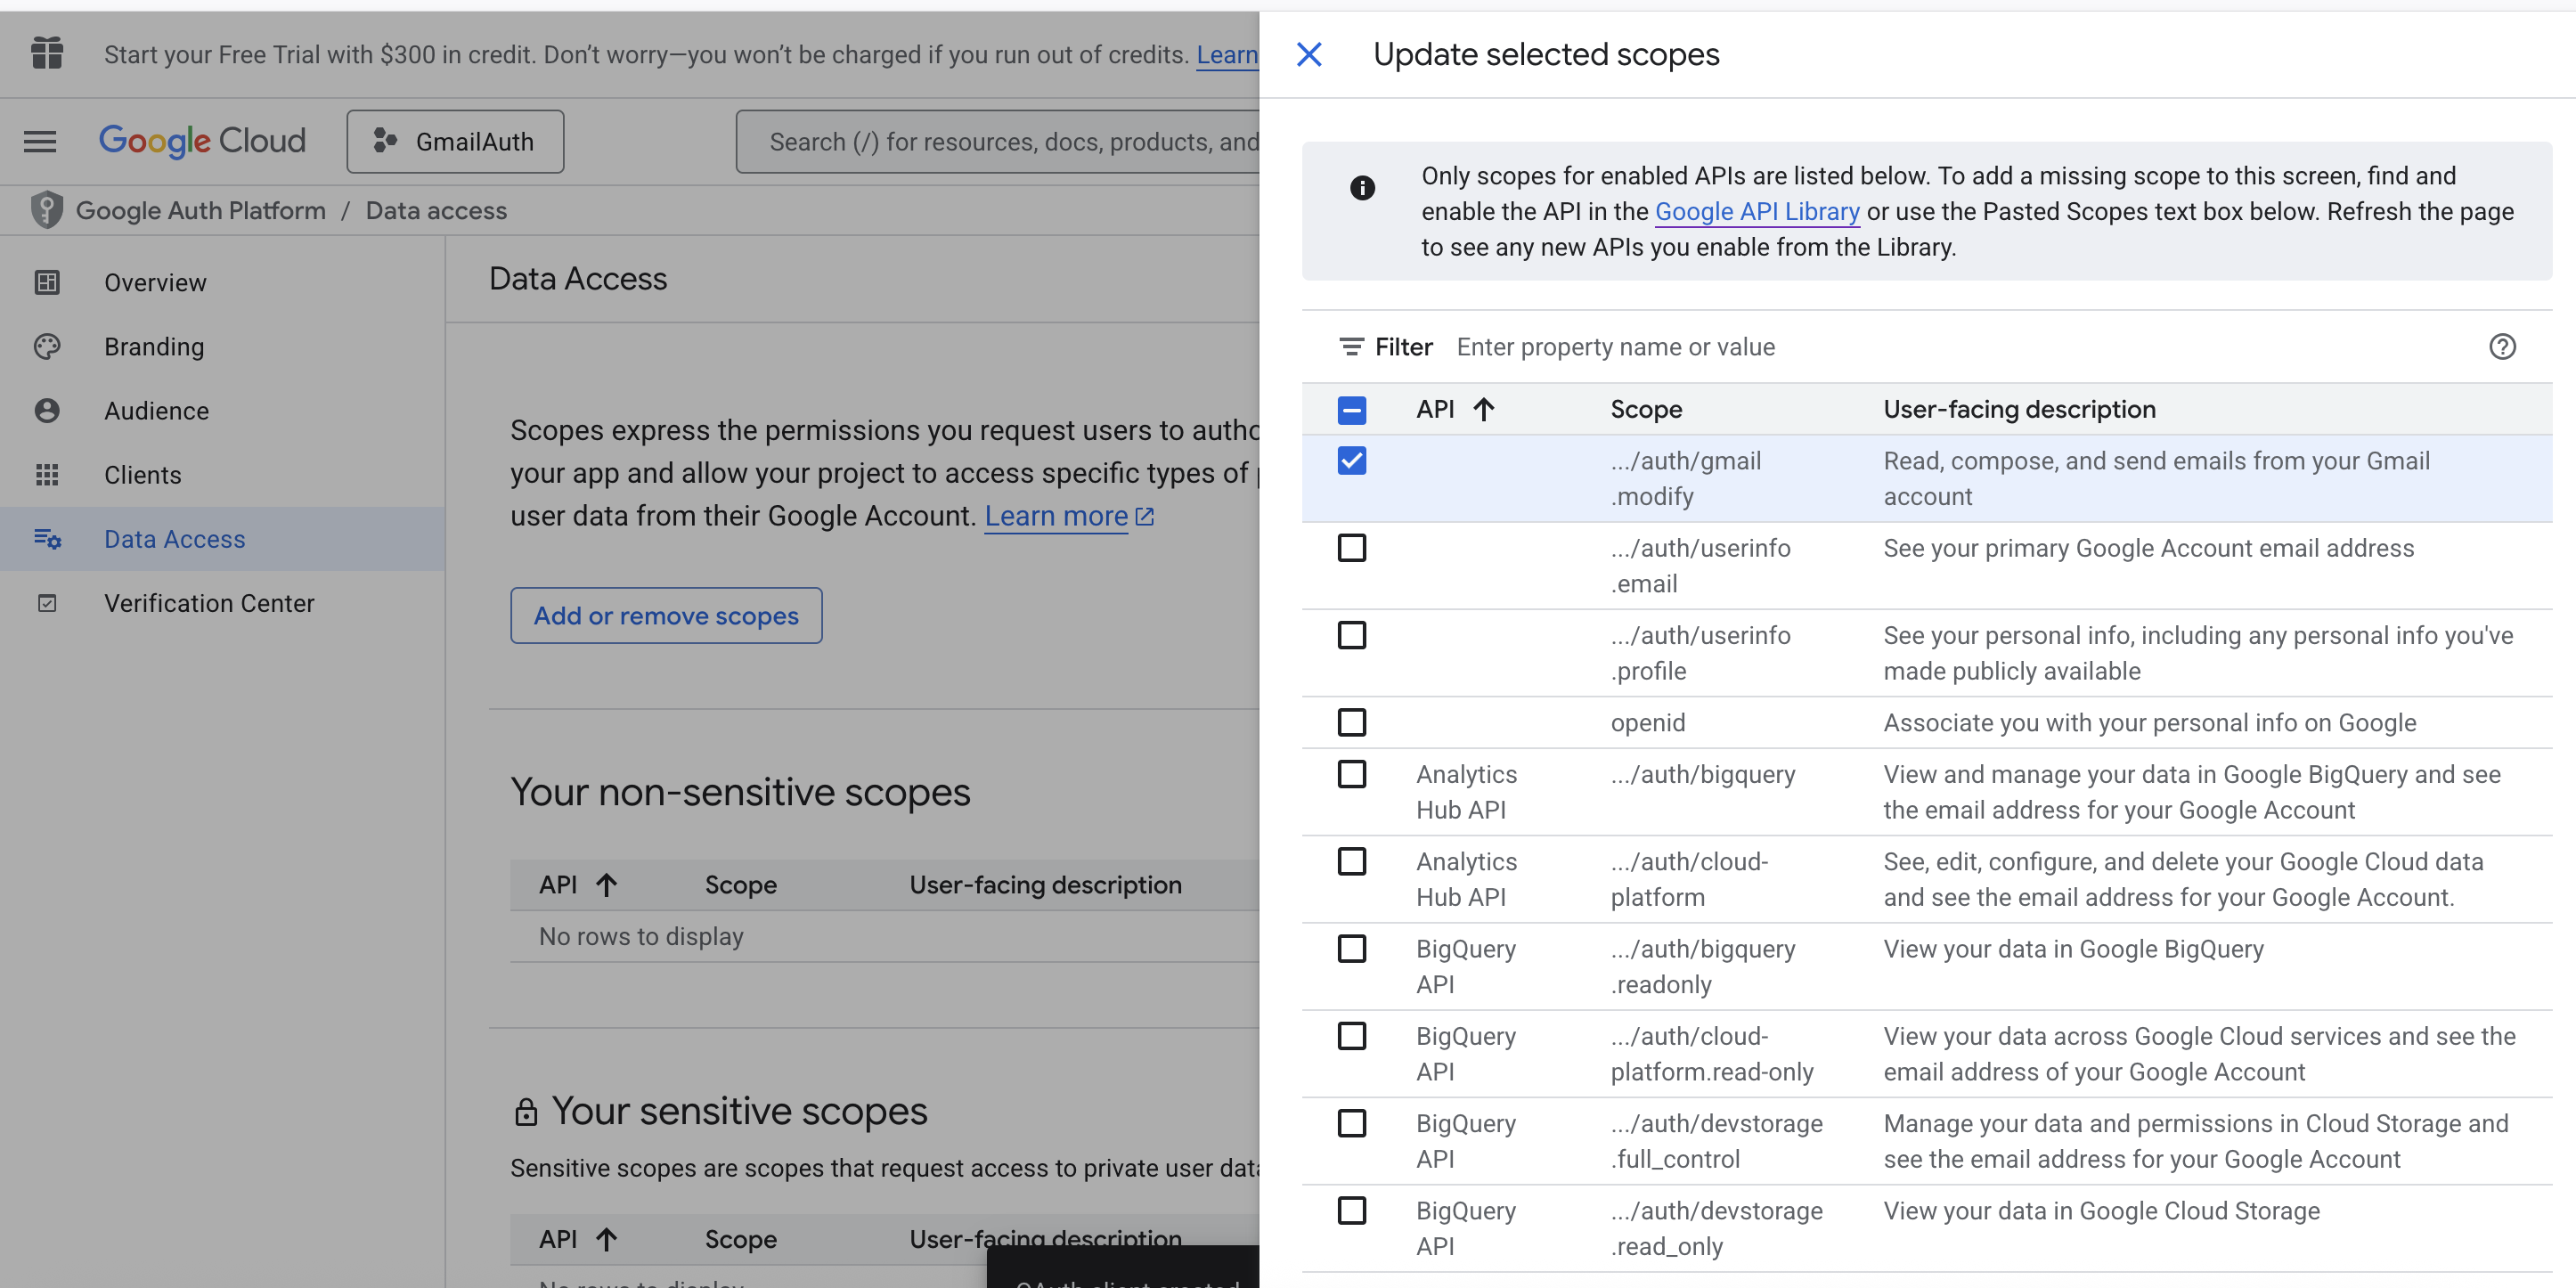 Start your Free Trial with $300 in credit. Don’t worry—you won’t be charged if you run out of credits. Learn
Google Cloud
GmailAuth
Search (/) for resources, docs, products, and
Google Auth Platform / Data access
Overview
Branding
Audience
Clients
Data Access
Verification Center
Data Access
Scopes express the permissions you request users to autho
your app and allow your project to access specific types of
user data from their Google Account. Learn more
Add or remove scopes
Your non-sensitive scopes
API Scope User-facing description
No rows to display
Your sensitive scopes
Sensitive scopes are scopes that request access to private user data
API Scope User-facing description
No rows to display
OAuth client created
Update selected scopes
Only scopes for enabled APIs are listed below. To add a missing scope to this screen, find and
enable the API in the Google API Library or use the Pasted Scopes text box below. Refresh the page
to see any new APIs you enable from the Library.
Filter Enter property name or value
API Scope User-facing description
.../auth/gmail Read, compose, and send emails from your Gmail
.modify account
.../auth/userinfo See your primary Google Account email address
.email
.../auth/userinfo See your personal info, including any personal info you've
.profile made publicly available
openid Associate you with your personal info on Google
Analytics .../auth/bigquery View and manage your data in Google BigQuery and see
Hub API the email address for your Google Account
Analytics .../auth/cloud- See, edit, configure, and delete your Google Cloud data
Hub API platform and see the email address for your Google Account.
BigQuery .../auth/bigquery View your data in Google BigQuery
API .readonly
BigQuery .../auth/cloud- View your data across Google Cloud services and see the
API platform.read-only email address of your Google Account
BigQuery .../auth/devstorage Manage your data and permissions in Cloud Storage and
API .full_control see the email address for your Google Account
BigQuery .../auth/devstorage View your data in Google Cloud Storage
API .read_only